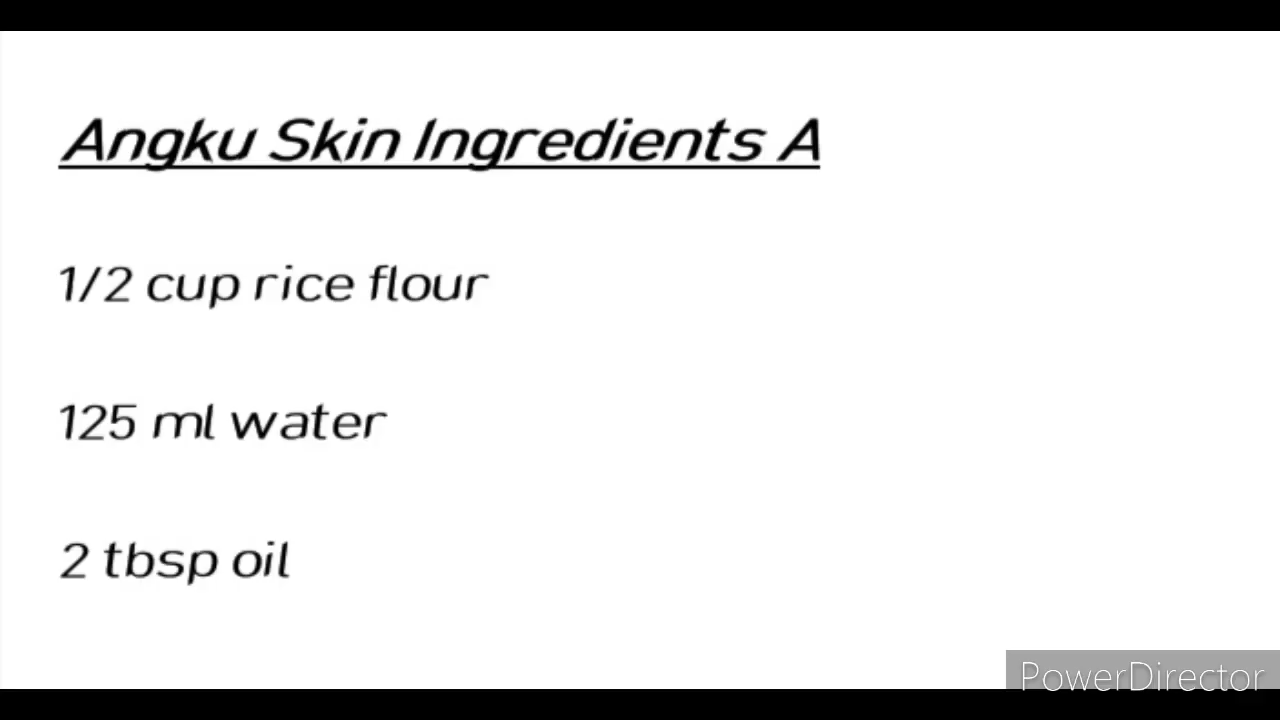 Angku Skin Ingredients A
1/2 cup rice flour
125 ml water
2 tbsp oil
PowerDirector